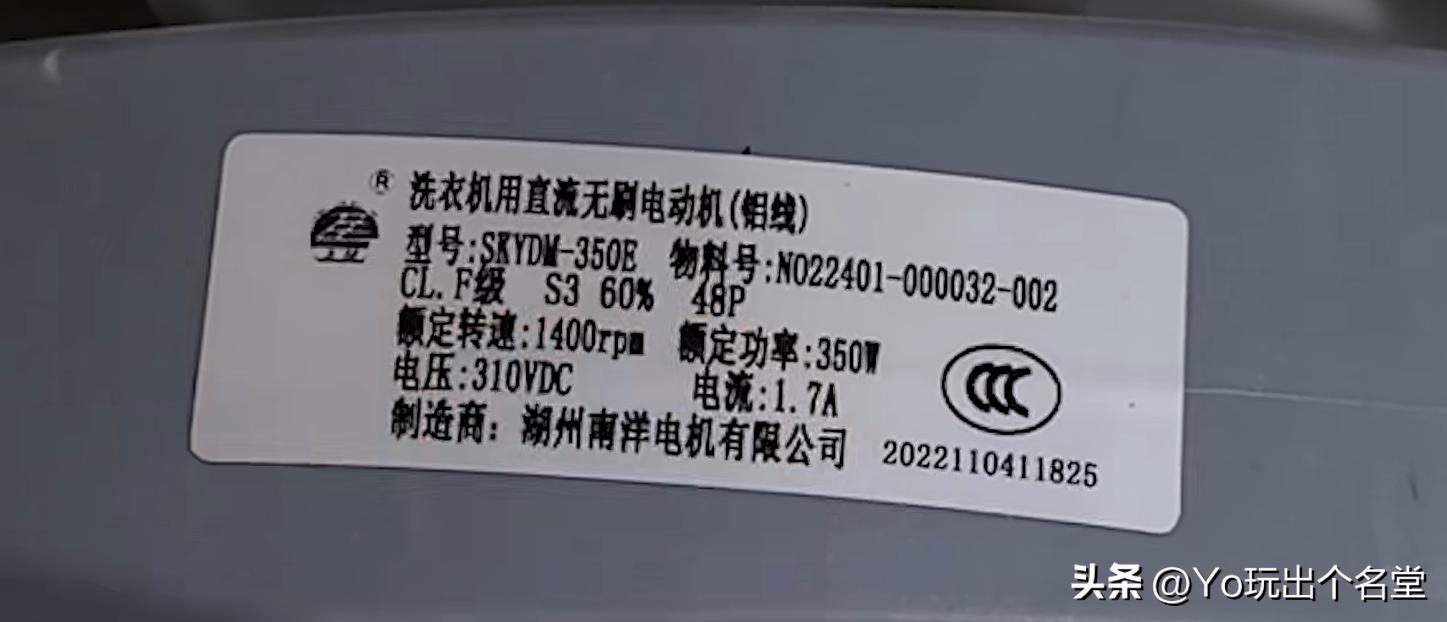 ® 洗衣机用直流无刷电动机(铝线)
型号:SKYDM-350E 物料号:N022401-000032-002
CL.F级 S3 60% 48P
额定转速:1400rpm 额定功率:350W
电压:310VDC 电流:1.7A
制造商: 湖州南洋电机有限公司
CCC
2022110411825
头条 @Yo玩出个名堂